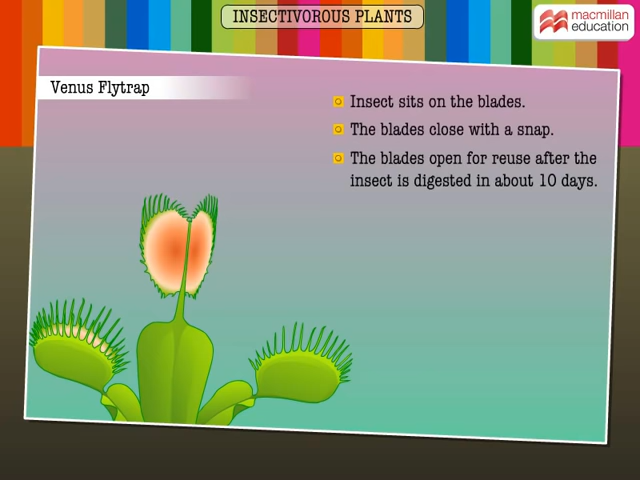 INSECTIVOROUS PLANTS
macmillan
education
Venus Flytrap
Insect sits on the blades.
The blades close with a snap.
The blades open for reuse after the
insect is digested in about 10 days.